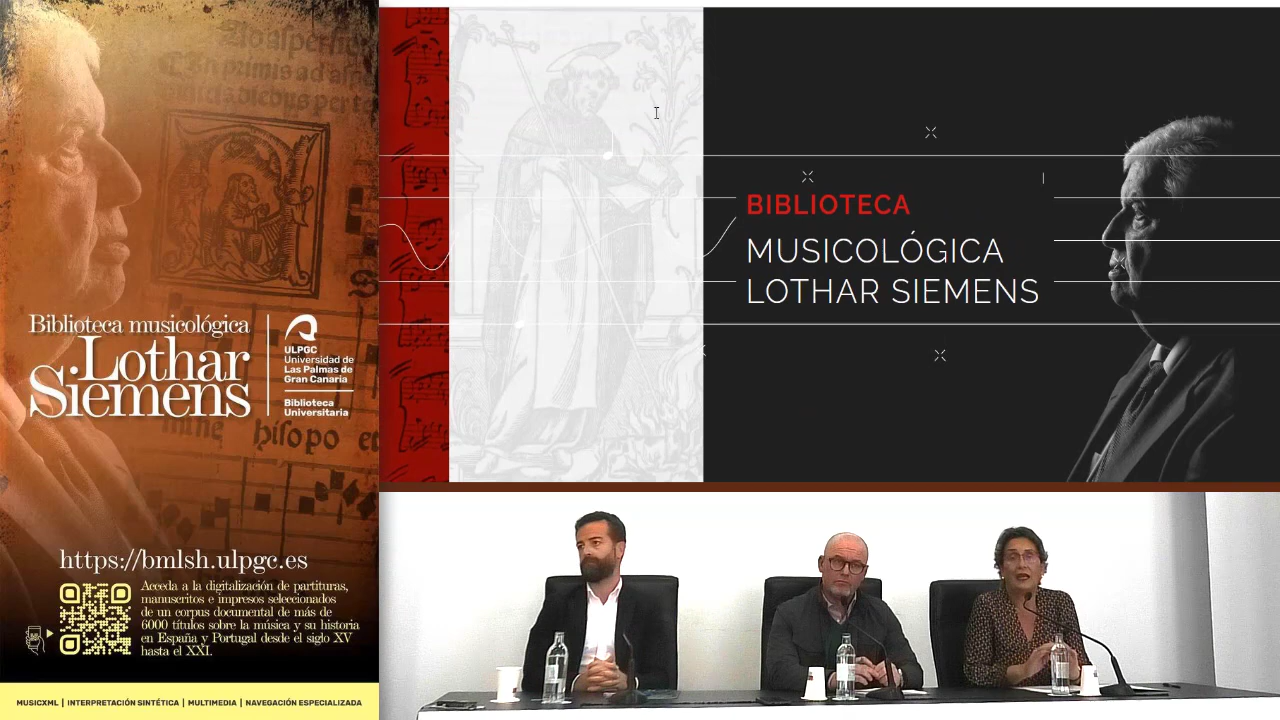 Biblioteca musicológica
Lothar
Siemens
ULPGC
Universidad de
Las Palmas de
Gran Canaria
Biblioteca
Universitaria
hisopo et
https://bmlsh.ulpgc.es
Acceda a la digitalización de partituras,
manuscritos e impresos seleccionados
de un corpus documental de más de
6000 títulos sobre la música y su historia
en España y Portugal desde el siglo XV
hasta el XXI.
MUSICXML | INTERPRETACIÓN SINTÉTICA | MULTIMEDIA | NAVEGACIÓN ESPECIALIZADA
BIBLIOTECA
MUSICOLÓGICA
LOTHAR SIEMENS